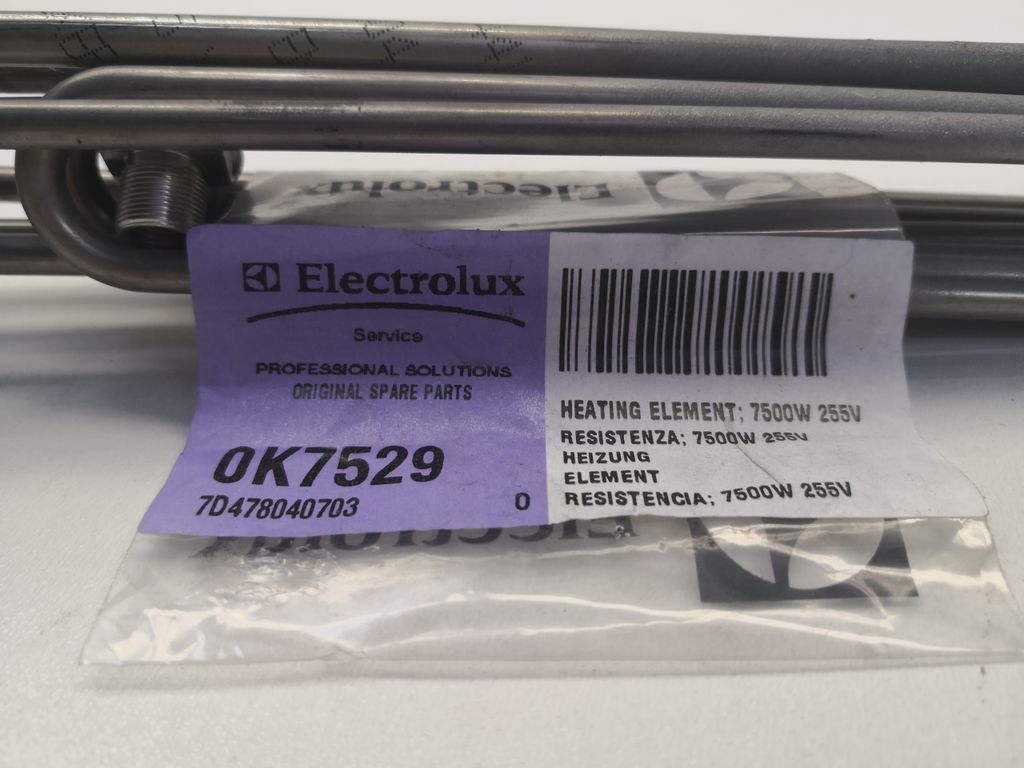 Electrolux
Electrolux
Service
PROFESSIONAL SOLUTIONS
ORIGINAL SPARE PARTS
0K7529
7D478040703 0
HEATING ELEMENT; 7500W 255V
RESISTENZA; 7500W 255V
HEIZUNG
ELEMENT
RESISTENCIA; 7500W 255V
Electrolux